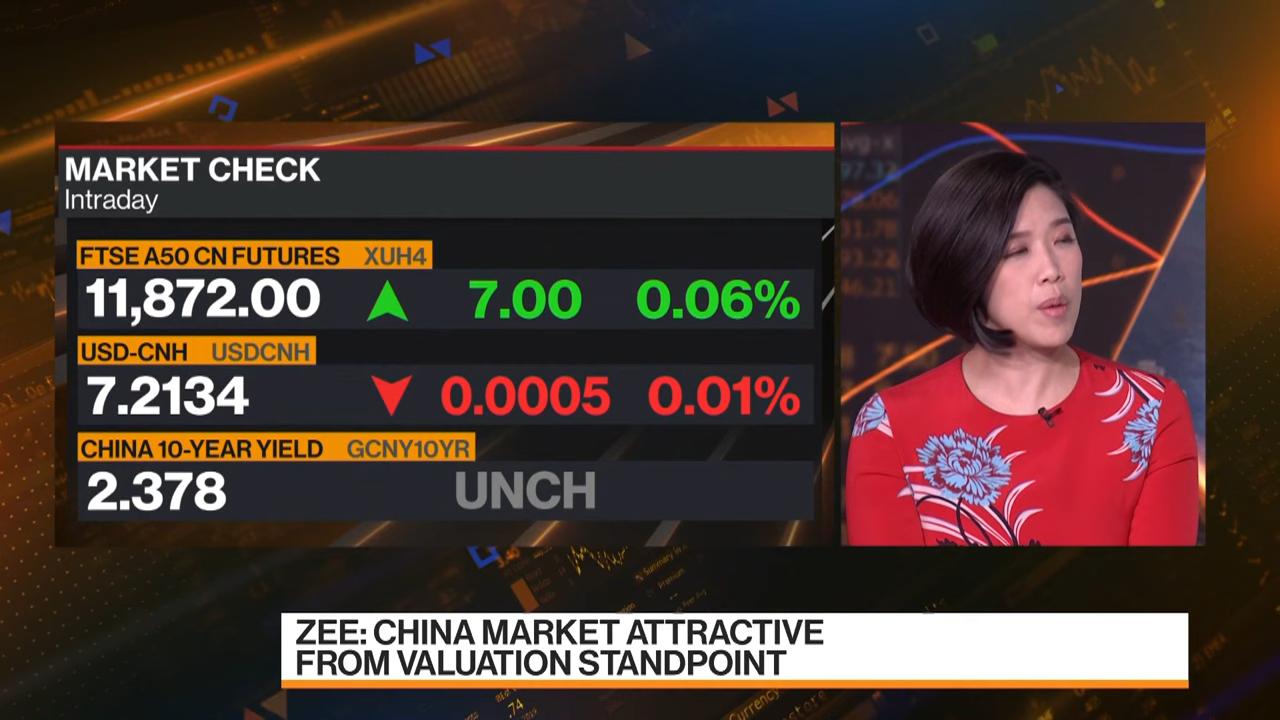 MARKET CHECK
Intraday
FTSE A50 CN FUTURES XUH4
11,872.00 7.00 0.06%
USD-CNH USDCNH
7.2134 0.0005 0.01%
CHINA 10-YEAR YIELD GCNY10YR
2.378 UNCH
ZEE: CHINA MARKET ATTRACTIVE
FROM VALUATION STANDPOINT